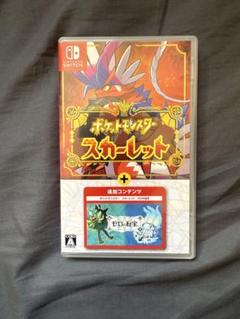 NINTENDO
SWITCH
ポケットモンスター
スカーレット
+
追加コンテンツ
ゼロの秘宝
A